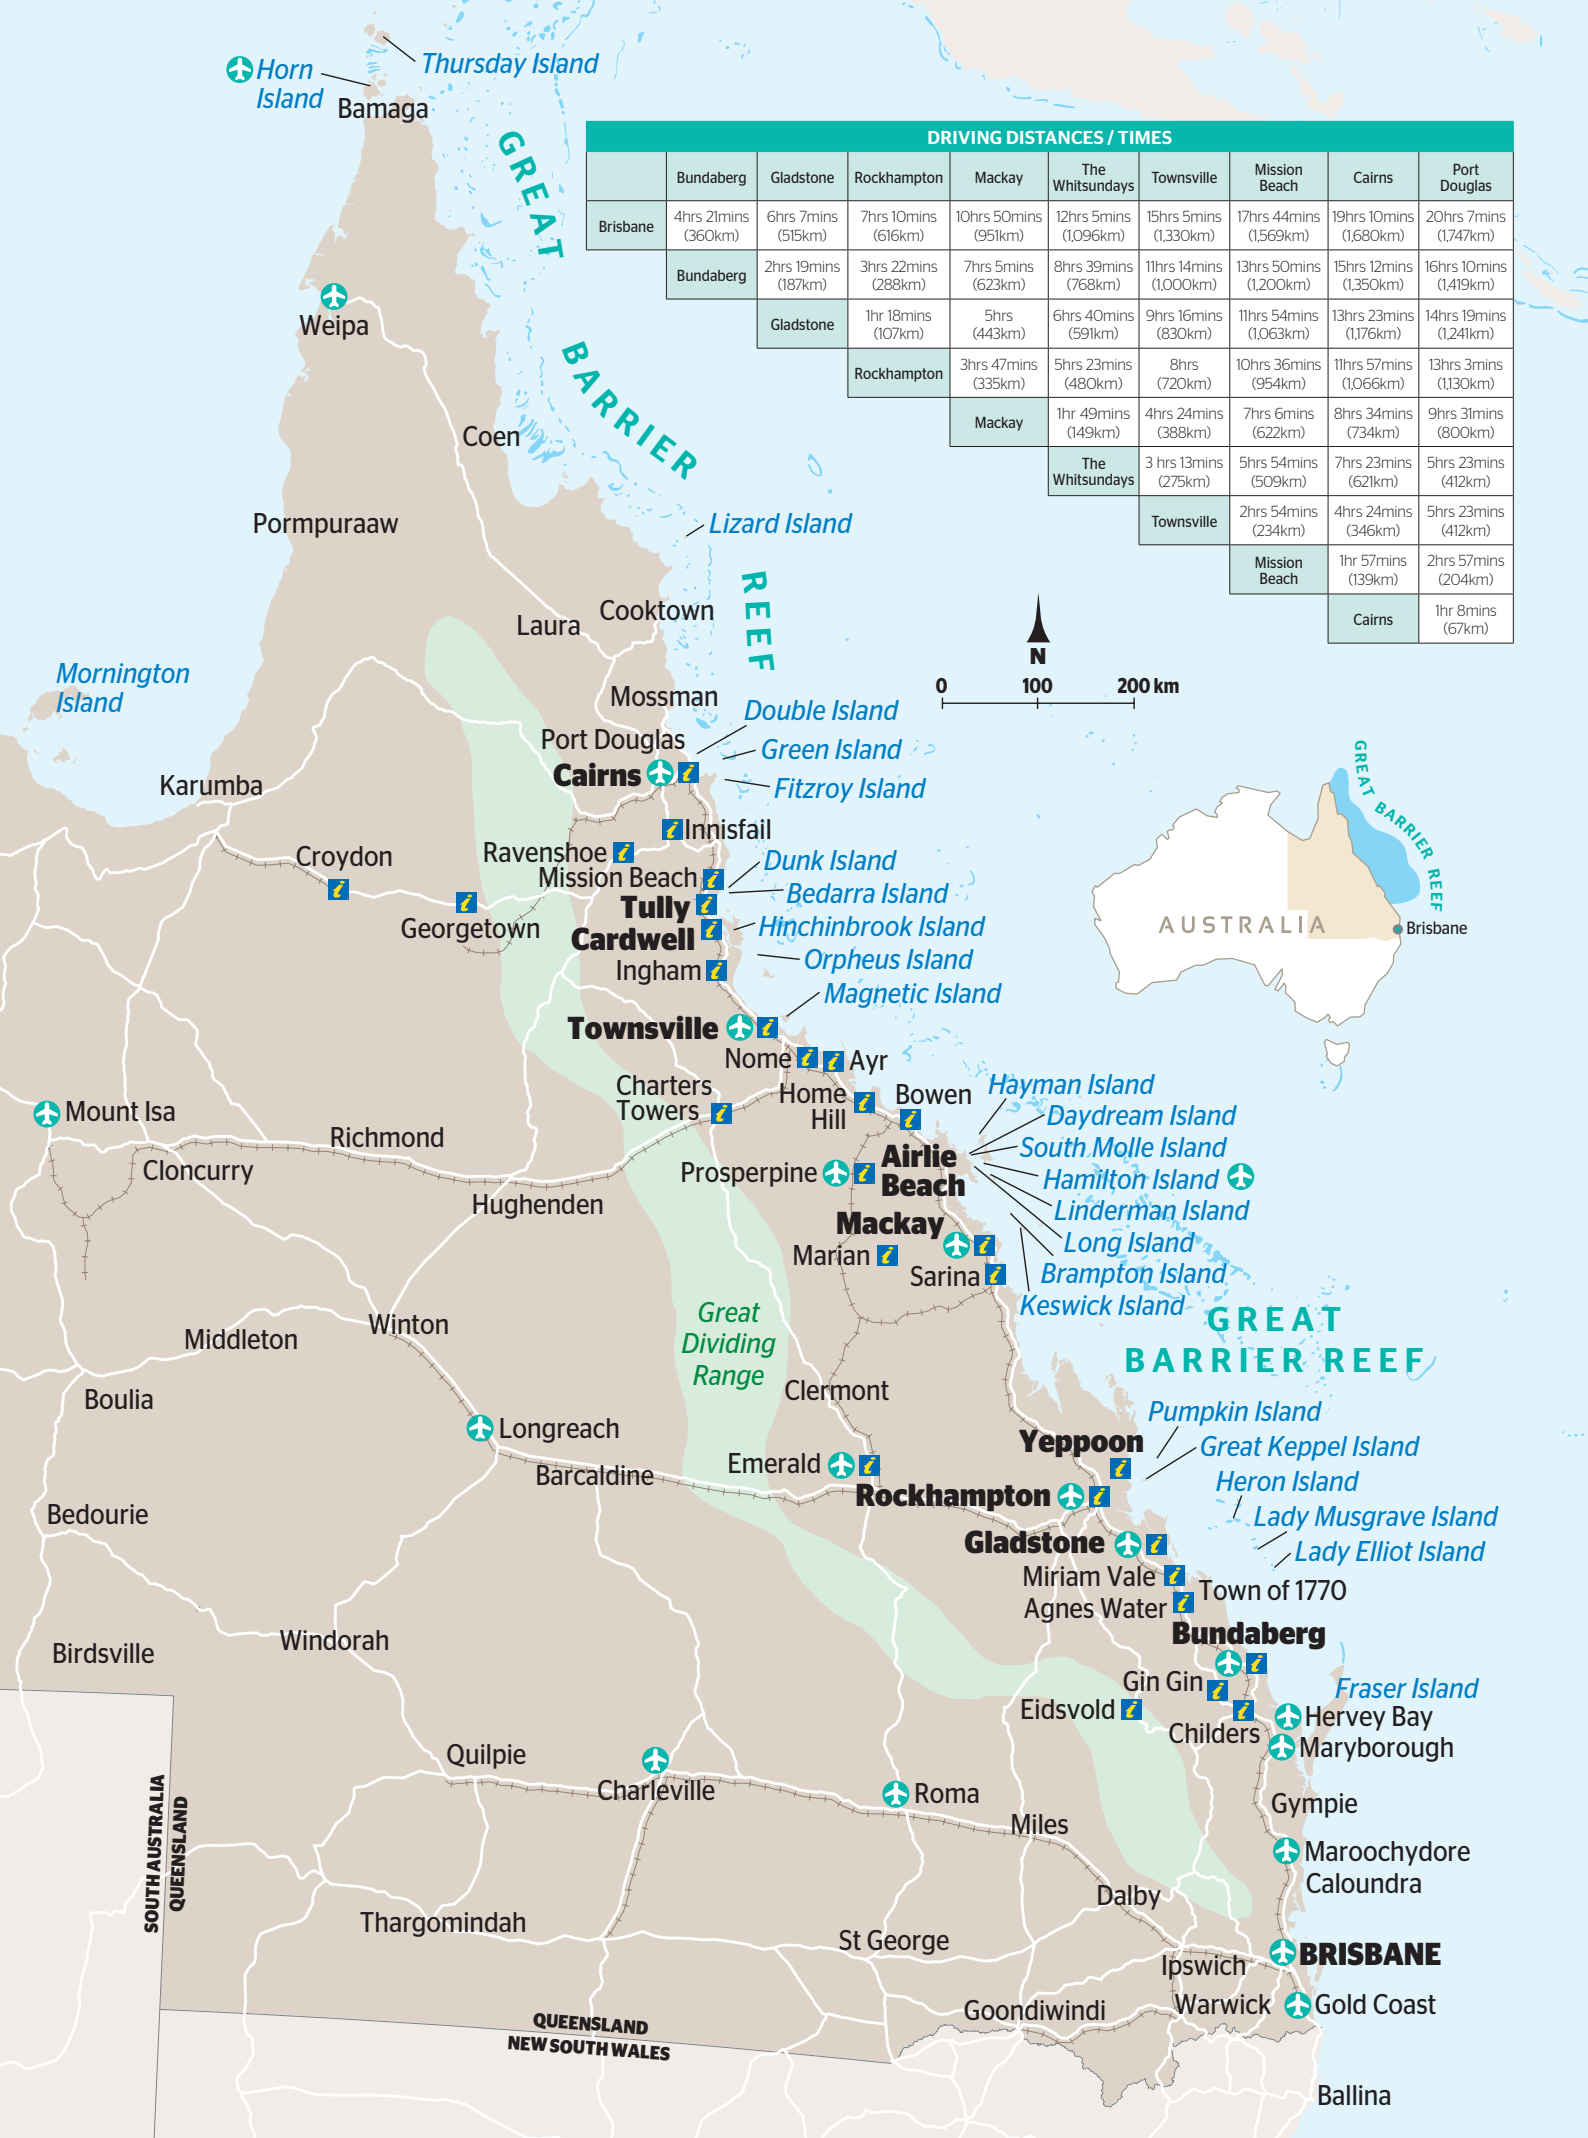 Thursday Island
Horn
Island
Bamaga
GREAT
BARRIER
REEF
DRIVING DISTANCES / TIMES
Bundaberg Gladstone Rockhampton Mackay The Whitsundays Townsville Mission Beach Cairns Port Douglas
Brisbane 4hrs 21mins (360km) 6hrs 7mins (515km) 7hrs 10mins (616km) 10hrs 50mins (951km) 12hrs 5mins (1,096km) 15hrs 5mins (1,330km) 17hr 44mins (1,569km) 19hrs 10mins (1,680km) 20hrs 7mins (1,747km)
Bundaberg 2hrs 19mins (187km) 3hrs 22mins (288km) 7hrs 5mins (623km) 8hrs 39mins (768km) 11hrs 14mins (1,000km) 13hrs 50mins (1,200km) 15hrs 12mins (1,350km) 16hrs 10mins (1,419km)
Gladstone 1hr 18mins (107km) 5hrs (443km) 6hrs 40mins (591km) 9hrs 16mins (830km) 11hrs 54mins (1,063km) 13hrs 23mins (1,176km) 14hrs 19mins (1,241km)
Rockhampton 3hrs 47mins (335km) 5hrs 23mins (480km) 8hrs (720km) 10hrs 36mins (954km) 11hrs 57mins (1,066km) 13hrs 3mins (1,130km)
Mackay 1hr 49mins (149km) 4hrs 24mins (388km) 7hrs 6mins (622km) 8hrs 34mins (734km) 9hrs 31mins (800km)
The Whitsundays 3 hrs 13mins (275km) 5hrs 54mins (509km) 7hrs 23mins (621km) 5hrs 23mins (412km)
Townsville 2hrs 54mins (234km) 4hrs 24mins (346km) 5hrs 23mins (412km)
Mission Beach 1hr 57mins (139km) 2hrs 57mins (204km)
Cairns 1hr 8mins (67km)
Weipa
Coen
Pormpuraaw
Lizard Island
Cooktown
Laura
N
0 100 200 km
Mornington
Island
Mossman
Double Island
Port Douglas
Green Island
Cairns
i
Fitzroy Island
Karumba
i
Innisfail
Croydon
i
Ravenshoe
i
Dunk Island
Mission Beach
i
Bedarra Island
Tully
i
Georgetown
i
Hinchinbrook Island
Cardwell
i
Orpheus Island
Ingham
i
Magnetic Island
GREAT BARRIER REEF
AUSTRALIA
Brisbane
Townsville
i
Nome
i
i
Ayr
Charters
Towers
i
Home
Hill
i
Bowen
i
Hayman Island
Daydream Island
South Molle Island
Hamilton Island
Linderman Island
Long Island
Brampton Island
Keswick Island
Mount Isa
Richmond
Cloncurry
Hughenden
Prosperpine
i
Airlie
Beach
Mackay
i
Marian
i
Sarina
i
GREAT
BARRIER REEF
Great
Dividing
Range
Winton
Middleton
Boulia
Clermont
Longreach
Barcaldine
Emerald
i
Yeppoon
i
Pumpkin Island
Great Keppel Island
Heron Island
Lady Musgrave Island
Lady Elliot Island
Rockhampton
i
Gladstone
i
Bedourie
Miriam Vale
i
Town of 1770
Agnes Water
i
Bundaberg
i
Windorah
Birdsville
Gin Gin
i
Eidsvold
i
Childers
i
Fraser Island
Hervey Bay
Maryborough
Quilpie
Charleville
Roma
Gympie
Miles
Maroochydore
Caloundra
SOUTH AUSTRALIA
QUEENSLAND
Dalby
Thargomindah
St George
BRISBANE
Ipswich
Goondiwindi
Warwick
Gold Coast
QUEENSLAND
NEW SOUTH WALES
Ballina